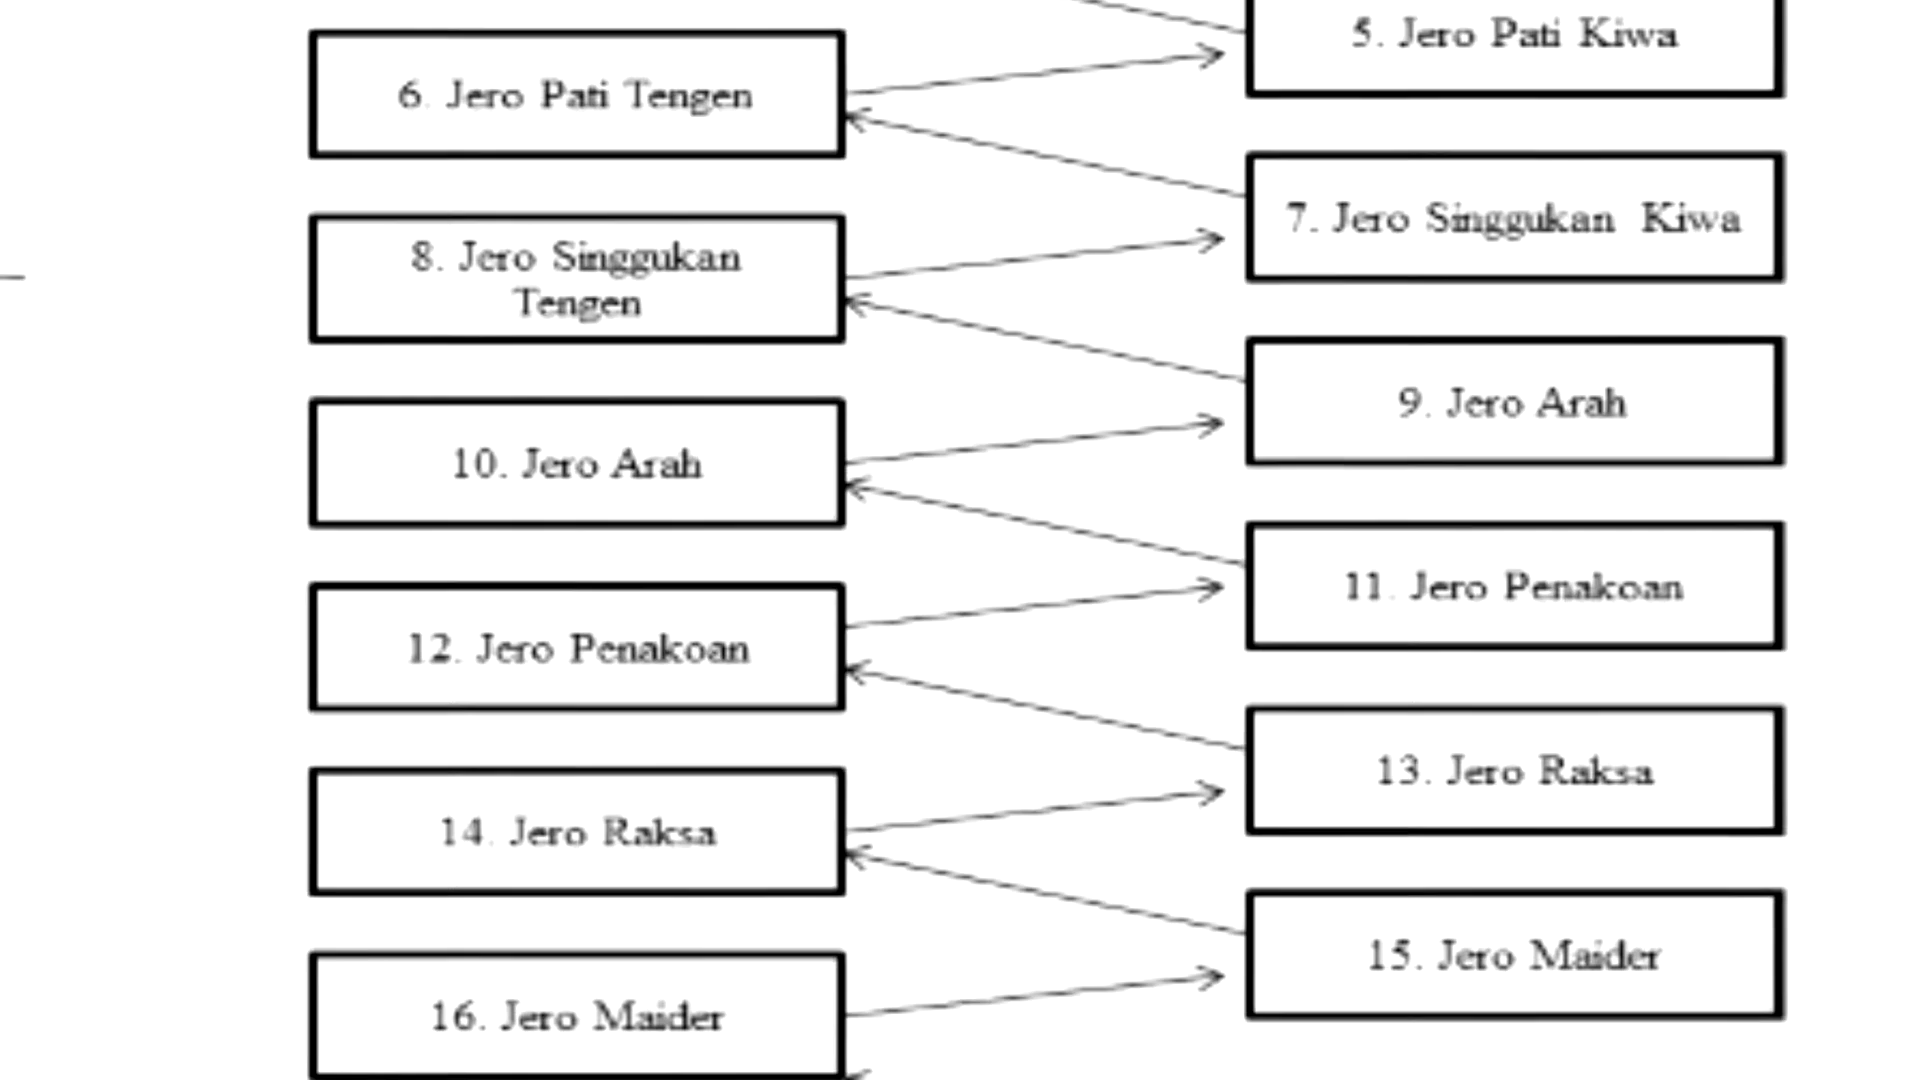 5. Jero Pati Kiwa
6. Jero Pati Tengen
7. Jero Singgukan Kiwa
8. Jero Singgukan
Tengen
9. Jero Arah
10. Jero Arah
11. Jero Penakoan
12. Jero Penakoan
13. Jero Raksa
14. Jero Raksa
15. Jero Maider
16. Jero Maider